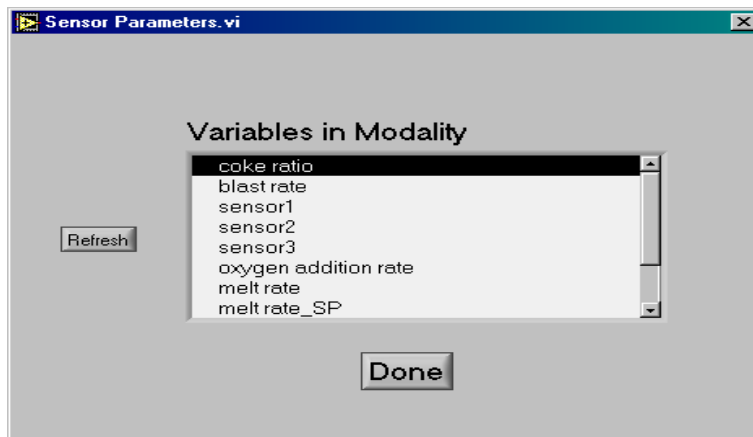 Sensor Parameters.vi
Variables in Modality
coke ratio
blast rate
sensor1
sensor2
Refresh
sensor3
oxygen addition rate
melt rate
melt rate_SP
Done